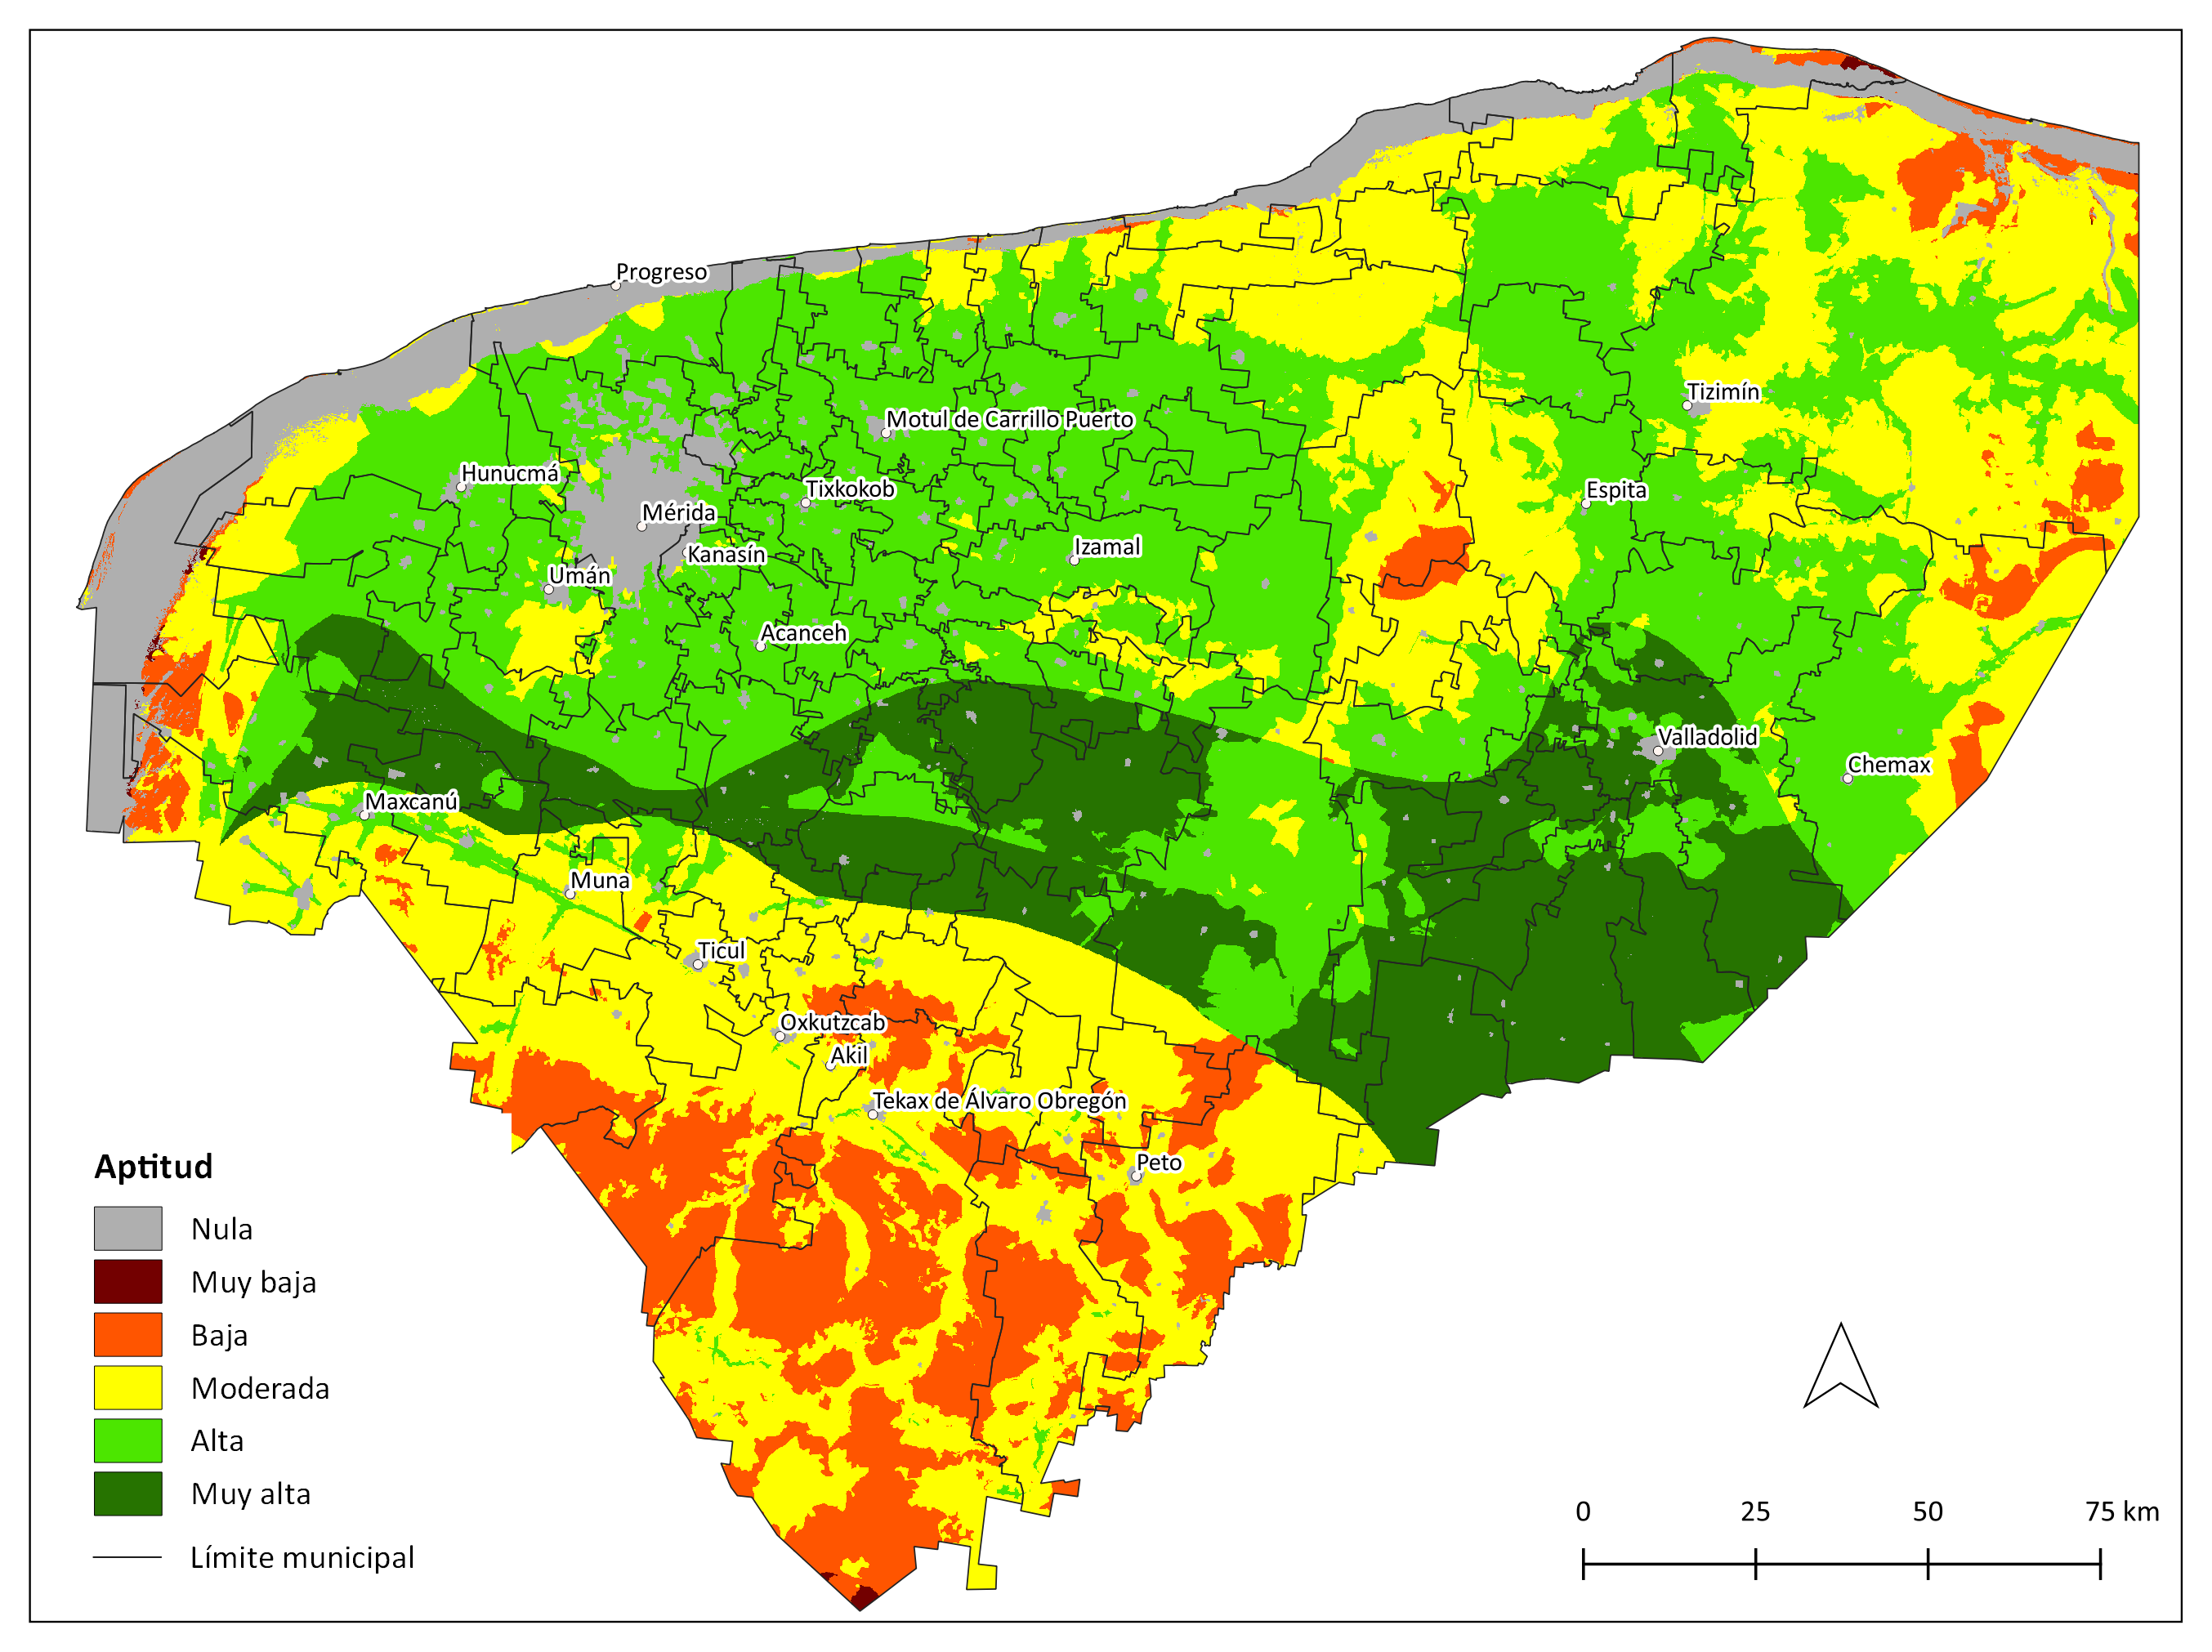 Progreso
Tizimín
Motul de Carrillo Puerto
Hunucmá
Tixkokob
Espita
Mérida
Kanasín
Izamal
Umán
Acanceh
Valladolid
Chemax
Maxcanú
Muna
Ticul
Oxkutzcab
Akil
Tekax de Álvaro Obregón
Peto
Aptitud
Nula
Muy baja
Baja
Moderada
Alta
Muy alta
Límite municipal
0 25 50 75 km